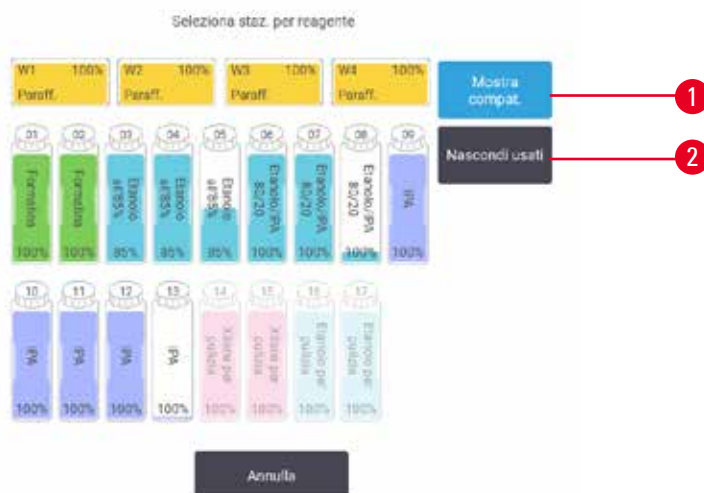 Seleziona staz. per reagente
W1 100%
Paraff.
W2 100%
Paraff.
W3 100%
Paraff.
W4 100%
Paraff.
Mostra
compat.
1
Nascondi usati
2
01
Formalina
100%
02
Formalina
100%
03
Etanolo
all'85%
85%
04
Etanolo
all'85%
85%
05
Etanolo
all'85%
85%
06
Etanolo/IPA
80/20
100%
07
Etanolo/IPA
80/20
100%
08
Etanolo/IPA
80/20
100%
09
IPA
10
IPA
100%
11
IPA
100%
12
IPA
100%
13
IPA
100%
14
Xilene per
pulizia
100%
15
Xilene per
pulizia
100%
16
Etanolo per
pulizia
100%
17
Etanolo per
pulizia
100%
100%
Annulla